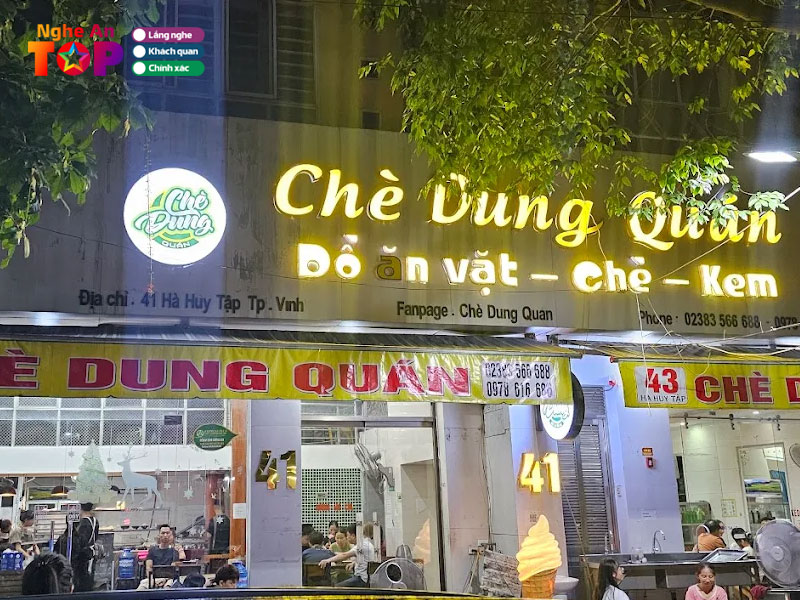 Nghe An
TOP
Lắng nghe
Khách quan
Chính xác
Chè Dung Quán
Chè
Dung
QUÁN
Đồ ăn vặt - chè - Kem
Địa chỉ . 41 Hà Huy Tập Tp . Vinh
Fanpage . Chè Dung Quan
Phone : 02383 566 688 - 0978
È DUNG QUÁN
02383 566 688
0978 616 686
43
HÀ HUY TẬP
CHÈ D
41
41